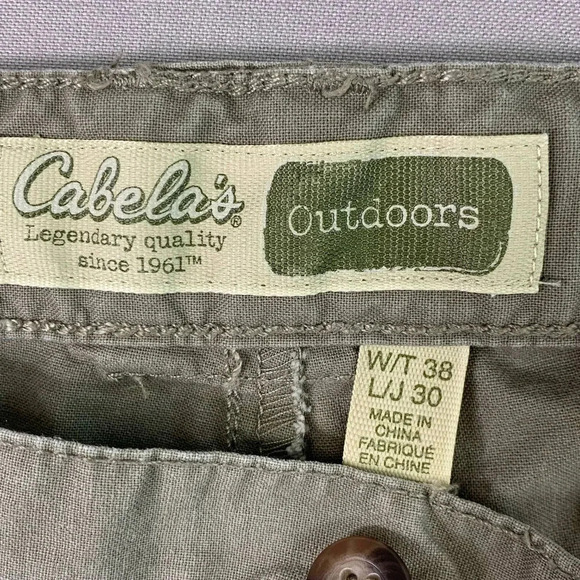 Cabela's®
Legendary quality
since 1961™
Outdoors
W/T 38
L/J 30
MADE IN
CHINA
FABRIQUÉ
EN CHINE